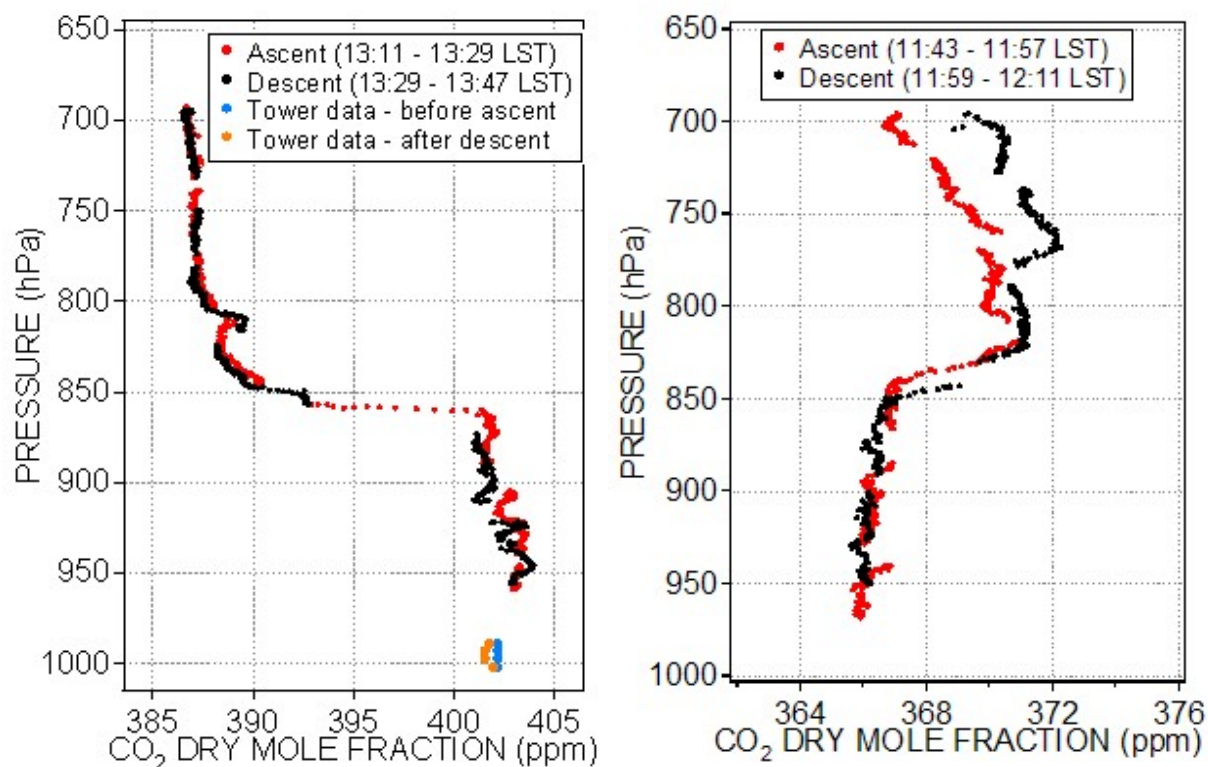 650
700
750
800
850
900
950
1000
PRESSURE (hPa)
Ascent (13:11 - 13:29 LST)
Descent (13:29 - 13:47 LST)
Tower data - before ascent
Tower data - after descent
385 390 395 400 405
CO2 DRY MOLE FRACTION (ppm)
650
700
750
800
850
900
950
1000
PRESSURE (hPa)
Ascent (11:43 - 11:57 LST)
Descent (11:59 - 12:11 LST)
364 368 372 376
CO2 DRY MOLE FRACTION (ppm)